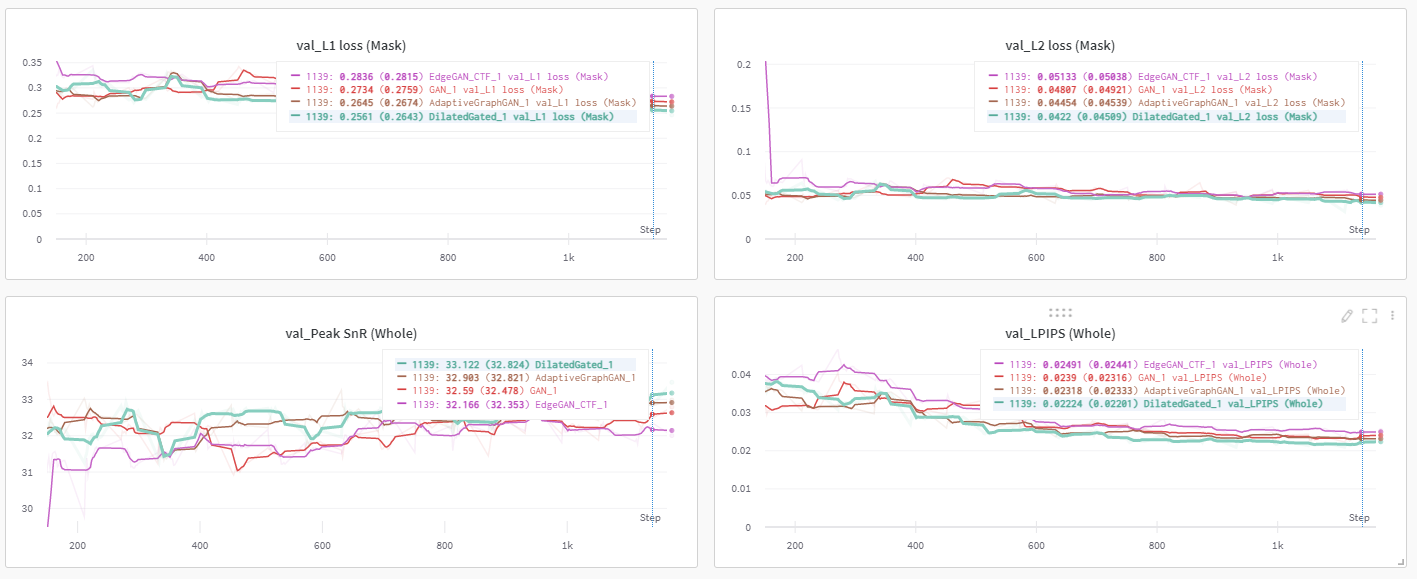 val_L1 loss (Mask)
0.35
0.3
0.25
0.2
0.15
0.1
0.05
0
1139: 0.2836 (0.2815) EdgeGAN_CTF_1 val_L1 loss (Mask)
1139: 0.2734 (0.2759) GAN_1 val_L1 loss (Mask)
1139: 0.2645 (0.2674) AdaptiveGraphGAN_1 val_L1 loss (Mask)
1139: 0.2561 (0.2643) DilatedGated_1 val_L1 loss (Mask)
Step
200 400 600 800 1k
val_L2 loss (Mask)
0.2
0.15
0.1
0.05
0
1139: 0.05133 (0.05038) EdgeGAN_CTF_1 val_L2 loss (Mask)
1139: 0.04807 (0.04921) GAN_1 val_L2 loss (Mask)
1139: 0.04454 (0.04539) AdaptiveGraphGAN_1 val_L2 loss (Mask)
1139: 0.0422 (0.04509) DilatedGated_1 val_L2 loss (Mask)
Step
200 400 600 800 1k
val_Peak SnR (Whole)
34
33
32
31
30
1139: 33.122 (32.824) DilatedGated_1
1139: 32.903 (32.821) AdaptiveGraphGAN_1
1139: 32.59 (32.478) GAN_1
1139: 32.166 (32.353) EdgeGAN_CTF_1
Step
200 400 600 800 1k
val_LPIPS (Whole)
0.04
0.03
0.02
0.01
0
1139: 0.02491 (0.02441) EdgeGAN_CTF_1 val_LPIPS (Whole)
1139: 0.0239 (0.02316) GAN_1 val_LPIPS (Whole)
1139: 0.02318 (0.02333) AdaptiveGraphGAN_1 val_LPIPS (Whole)
1139: 0.02224 (0.02201) DilatedGated_1 val_LPIPS (Whole)
Step
200 400 600 800 1k